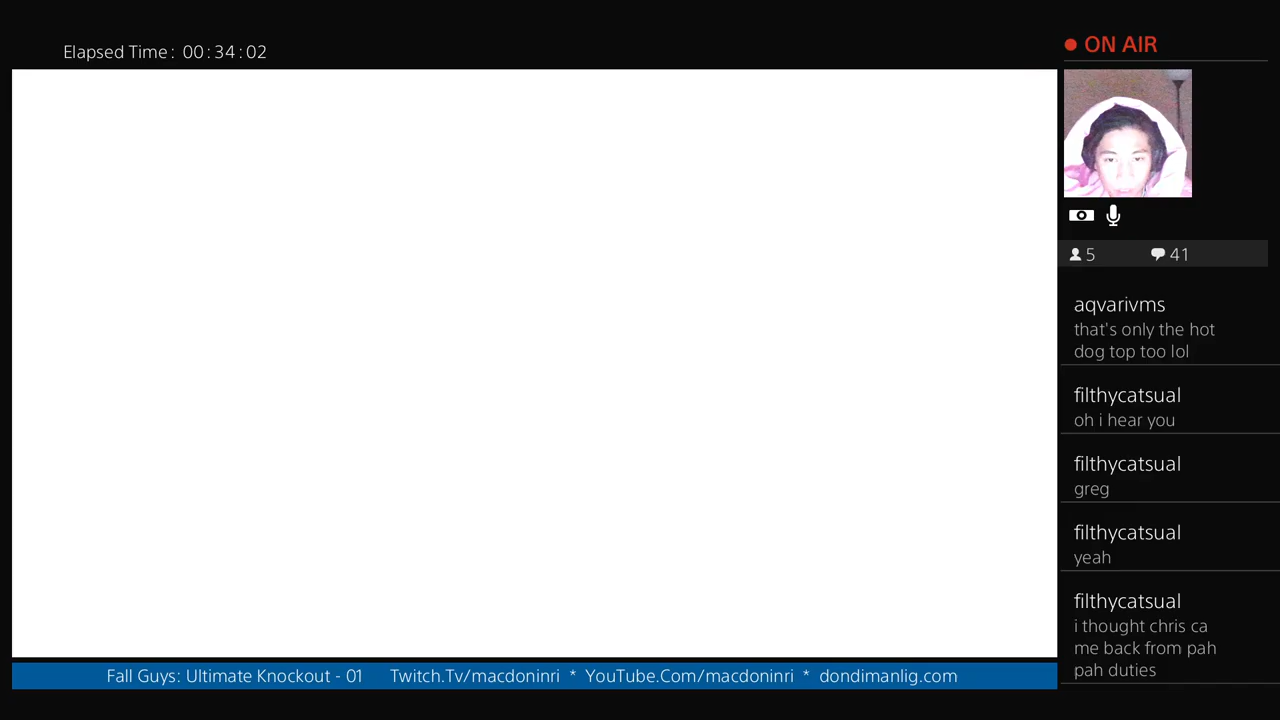 Elapsed Time: 00:34:02
ON AIR
5 41
aqvarivms
that's only the hot
dog top too lol
filthycatsual
oh i hear you
filthycatsual
greg
filthycatsual
yeah
filthycatsual
i thought chris ca
me back from pah
pah duties
Fall Guys: Ultimate Knockout - 01 Twitch.Tv/macdoninri * YouTube.Com/macdoninri * dondimanlig.com